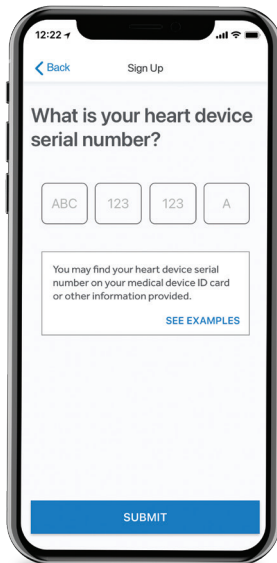 12:22
Back
Sign Up
What is your heart device
serial number?
ABC
123
123
A
You may find your heart device serial
number on your medical device ID card
or other information provided.
SEE EXAMPLES
SUBMIT